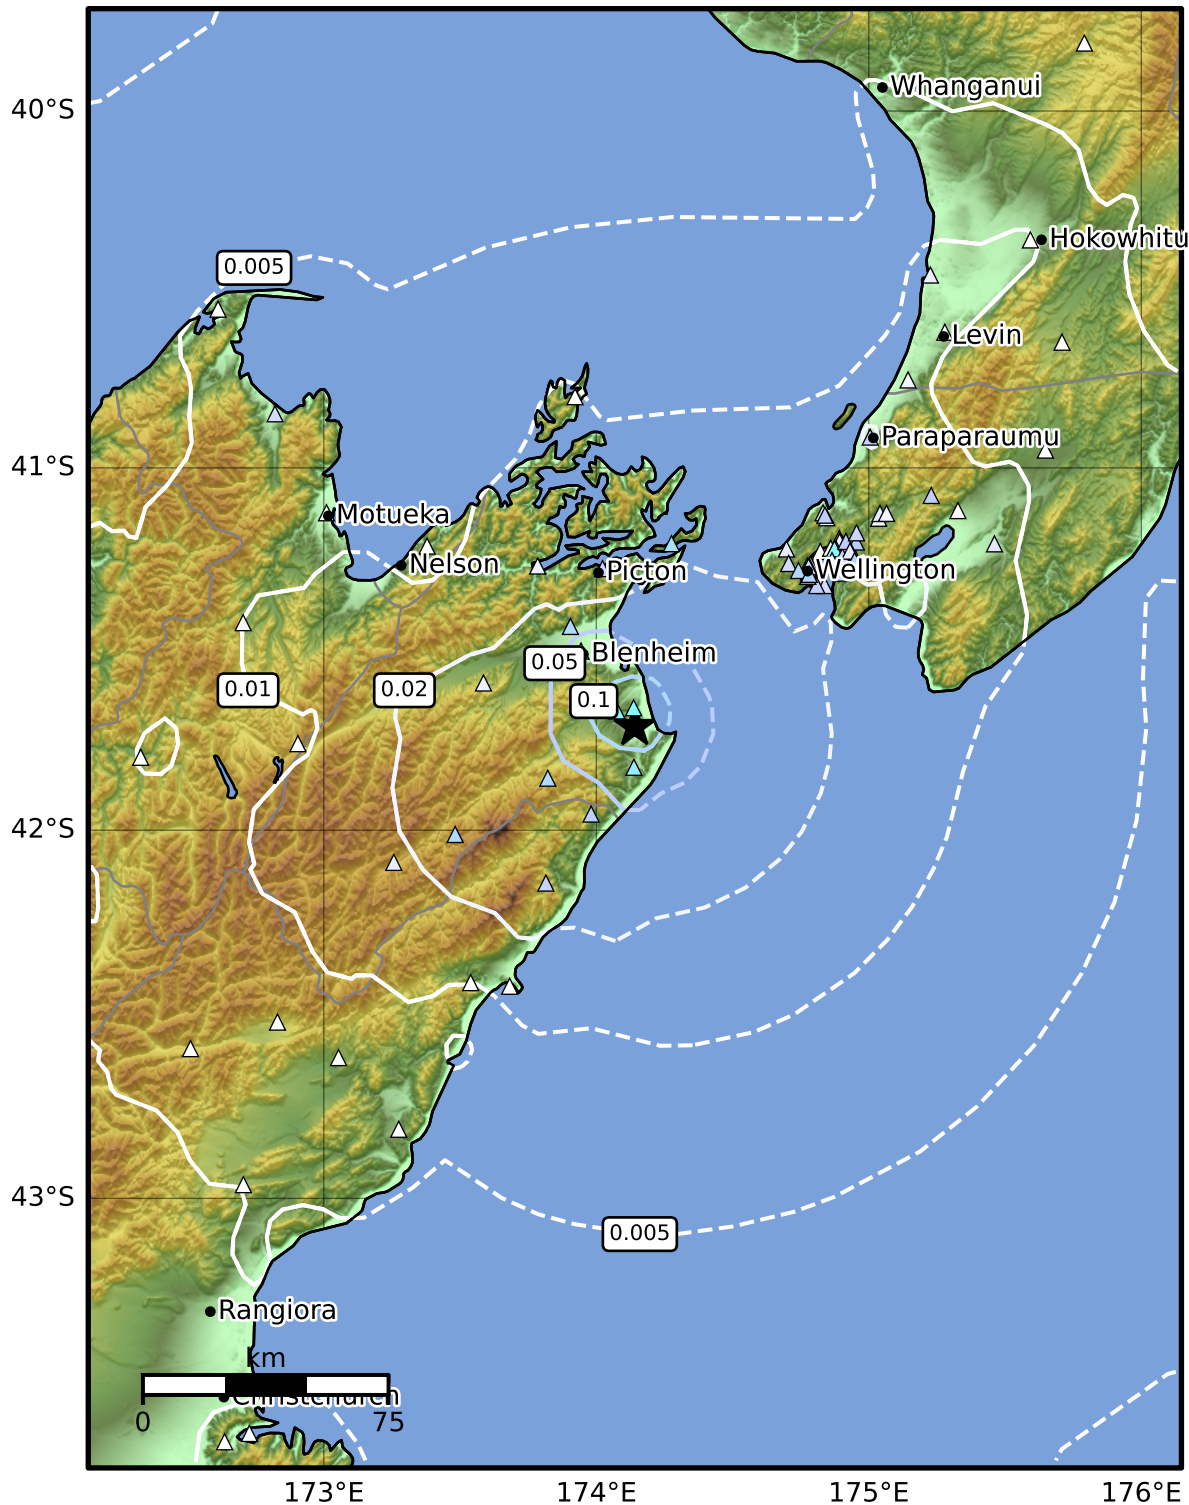 Whanganui
40°S
Hokowhitu
0.005
Levin
Paraparaumu
41°S
Motueka
Nelson
Picton
Wellington
Blenheim
0.05
0.01
0.02
0.1
42°S
43°S
0.005
Rangiora
km
Christchurch
0
75
173°E
174°E
175°E
176°E